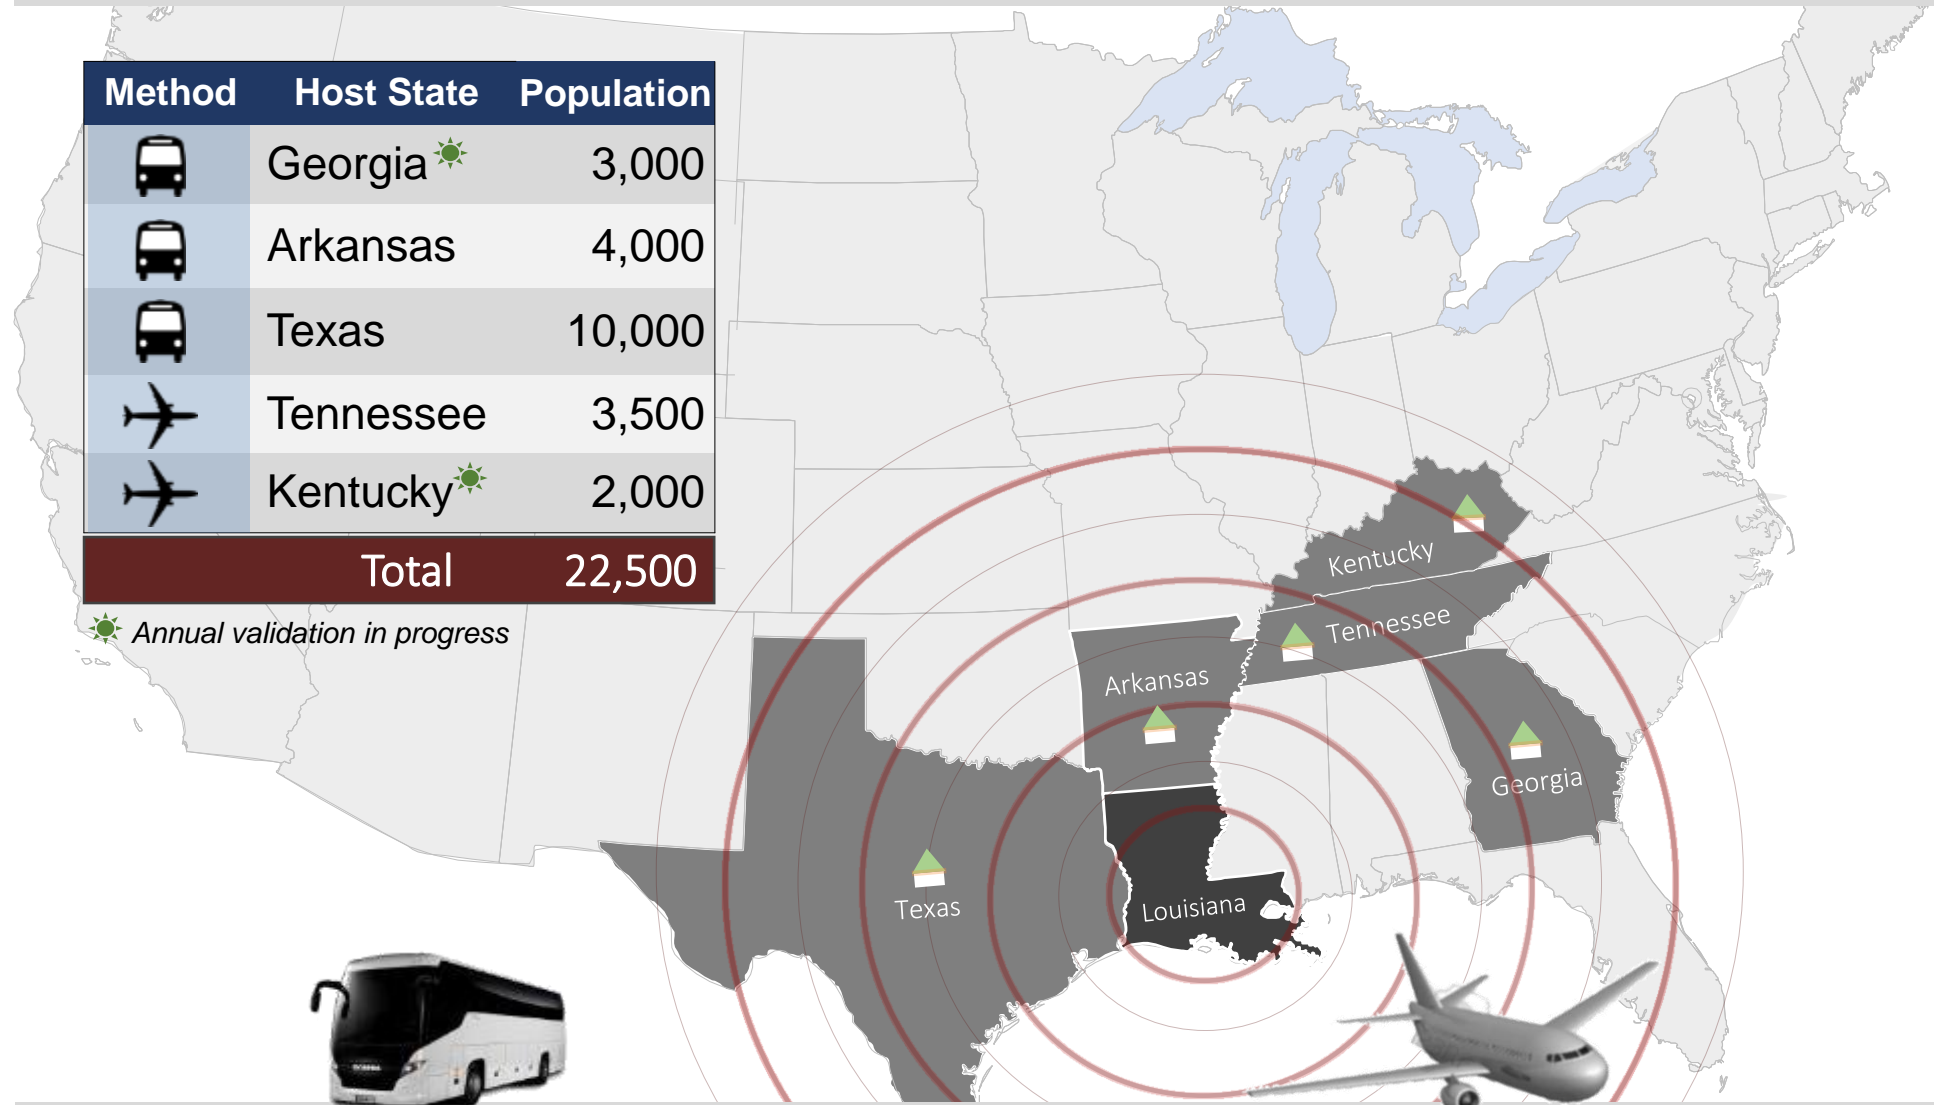 Method Host State Population
Georgia 3,000
Arkansas 4,000
Texas 10,000
Tennessee 3,500
Kentucky 2,000
Total 22,500
Annual validation in progress
Kentucky
Tennessee
Arkansas
Georgia
Texas
Louisiana